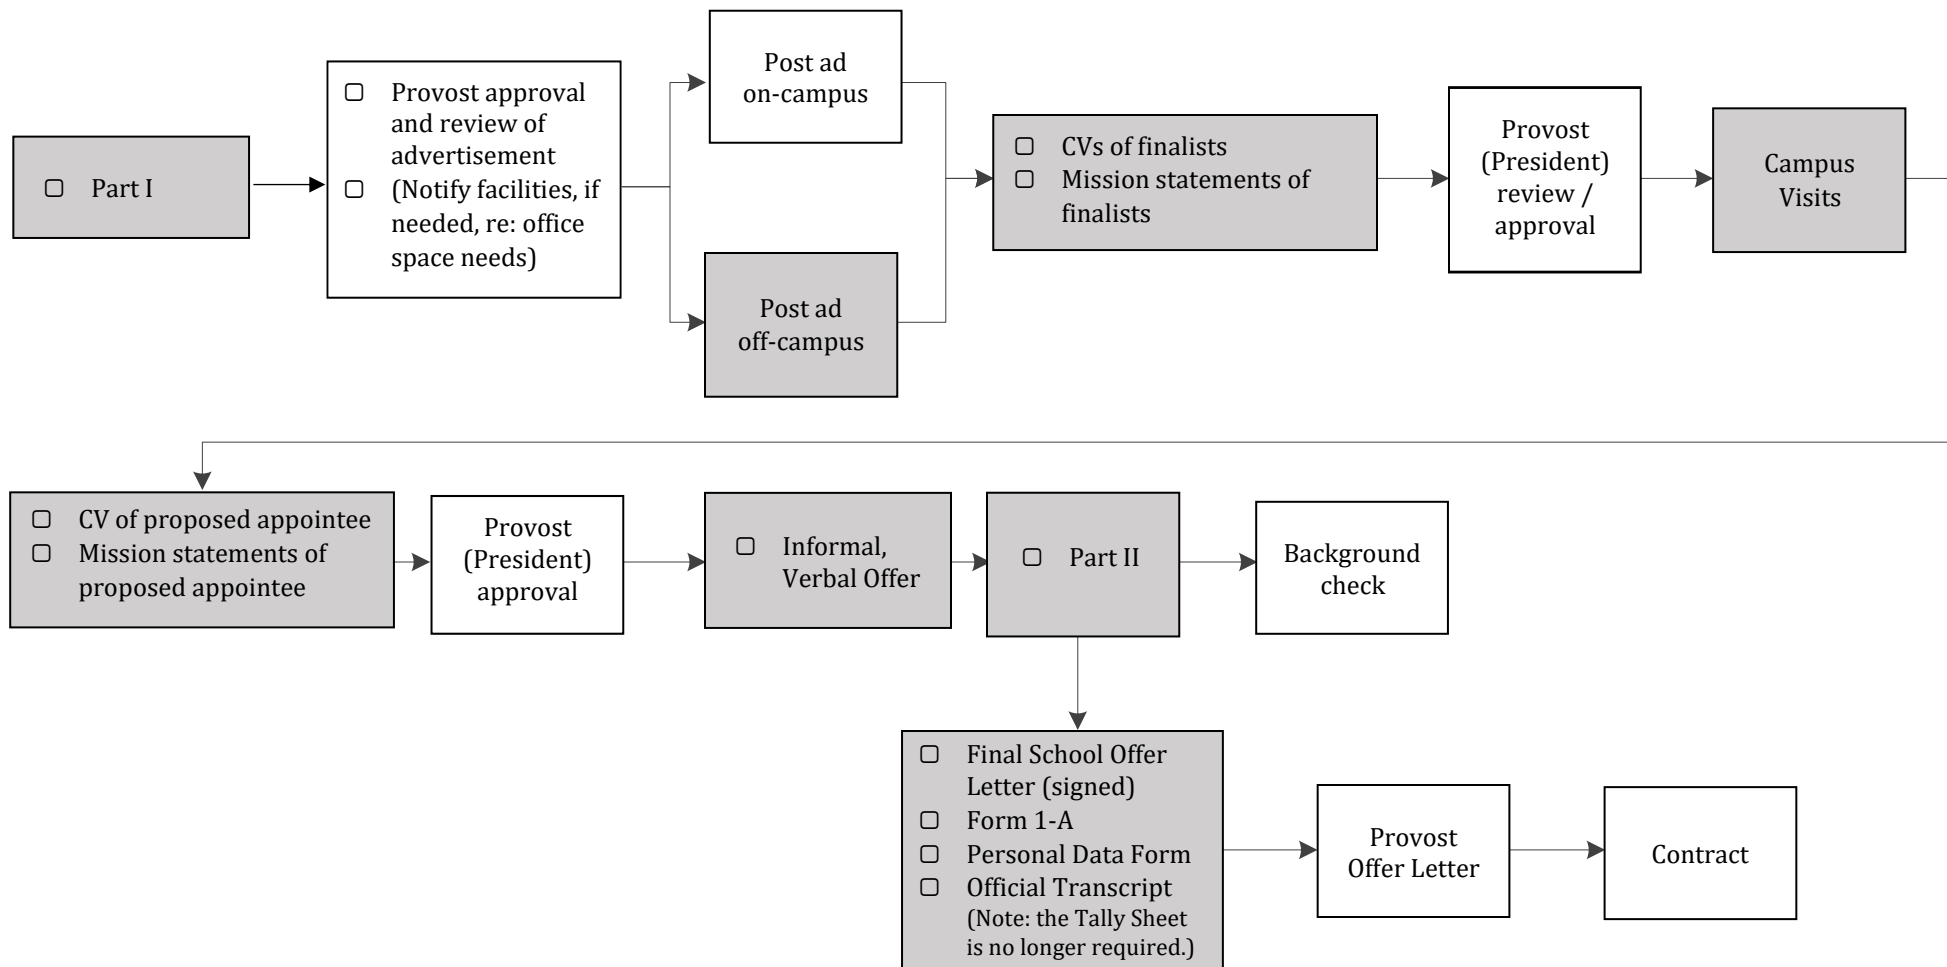 Part I
Provost approval
and review of
advertisement
(Notify facilities, if
needed, re: office
space needs)
Post ad
on-campus
Post ad
off-campus
CVs of finalists
Mission statements of
finalists
Provost
(President)
review /
approval
Campus
Visits
CV of proposed appointee
Mission statements of
proposed appointee
Provost
(President)
approval
Informal,
Verbal Offer
Part II
Background
check
Final School Offer
Letter (signed)
Form 1-A
Personal Data Form
Official Transcript
(Note: the Tally Sheet
is no longer required.)
Provost
Offer Letter
Contract